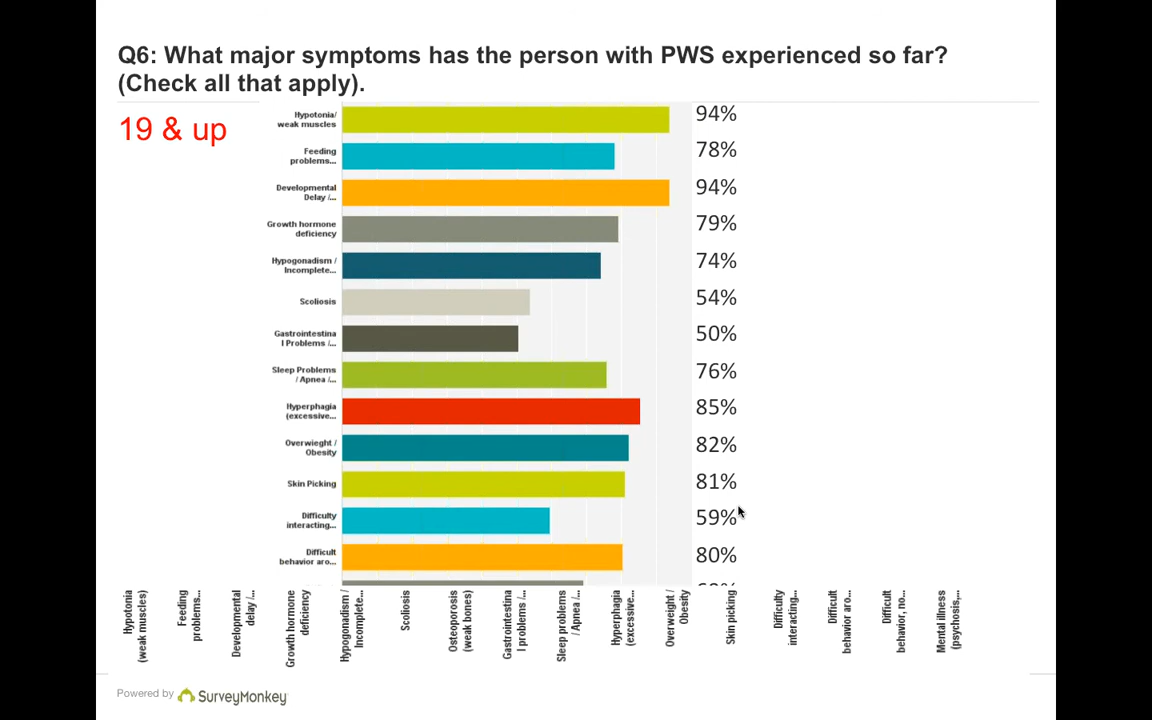 Q6: What major symptoms has the person with PWS experienced so far?
(Check all that apply).
19 & up
Hypotonia/
weak muscles
94%
Feeding
problems...
78%
Developmental
Delay /...
94%
Growth hormone
deficiency
79%
Hypogonadism /
Incomplete...
74%
Scoliosis
54%
Gastrointestina
l Problems /...
50%
Sleep Problems
/ Apnea /...
76%
Hyperphagia
(excessive...
85%
Overwieght /
Obesity
82%
Skin Picking
81%
Difficulty
interacting...
59%
Difficult
behavior aro...
80%
Hypotonia
(weak muscles)
Feeding
problems...
Developmental
delay /...
Growth hormone
deficiency
Hypogonadism /
Incomplete...
Scoliosis
Osteoporosis
(weak bones)
Gastrointestina
l problems /...
Sleep problems
/ Apnea /...
Hyperphagia
(excessive...
Overweight /
Obesity
Skin picking
Difficulty
interacting...
Difficult
behavior aro...
Difficult
behavior, no...
Mental illness
(psychosis,...
Powered by SurveyMonkey